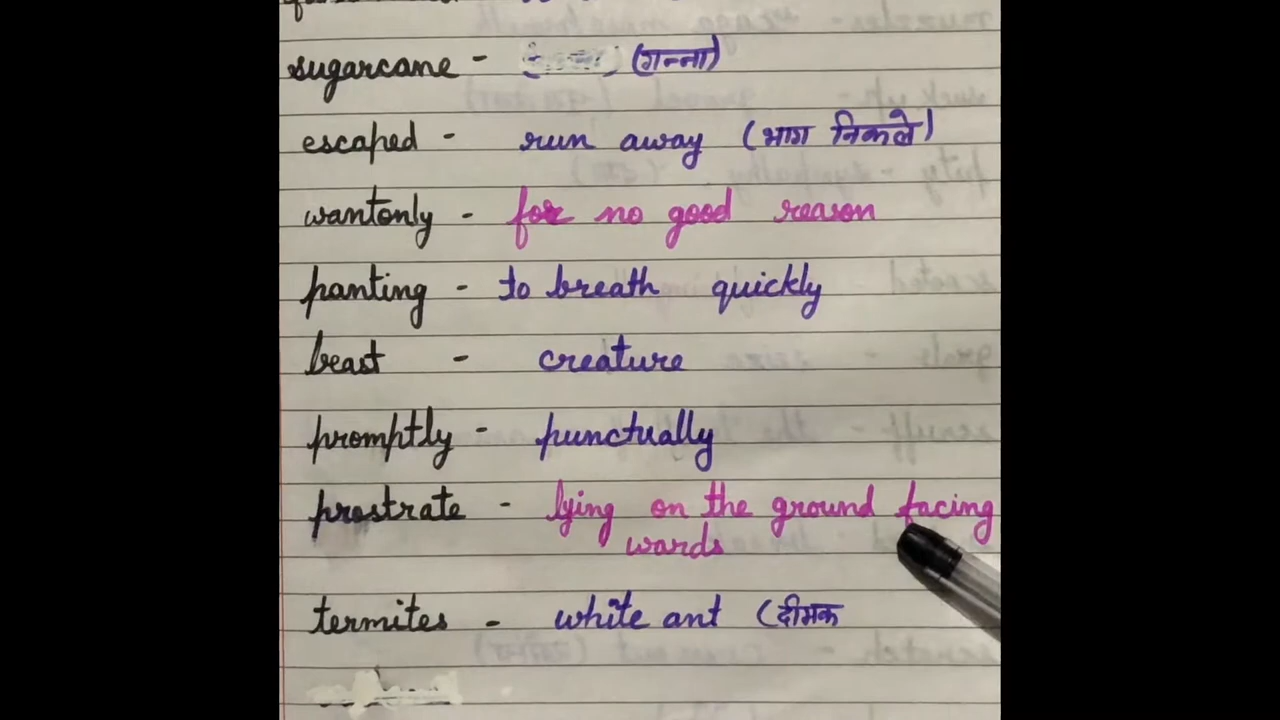 sugarcane - (गन्ना)
escaped - run away (भाग निकले)
wantonly - for no good reason
panting - to breath quickly
beast - creature
promptly - punctually
prostrate - lying on the ground facing
wards
termites - white ant (दीमक